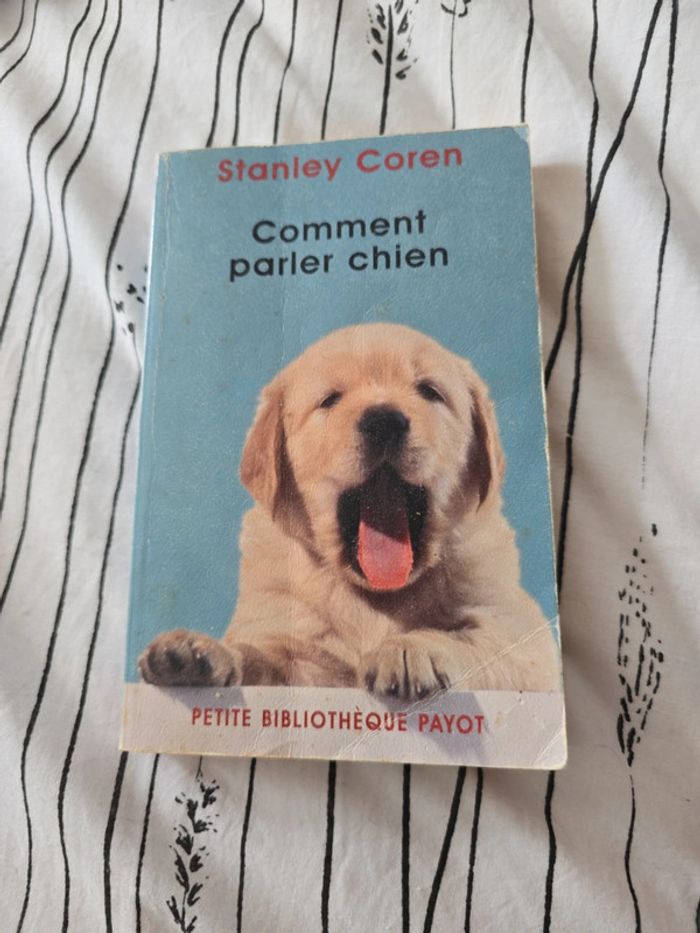 Stanley Coren
Comment
parler chien
PETITE BIBLIOTHÈQUE PAYOT